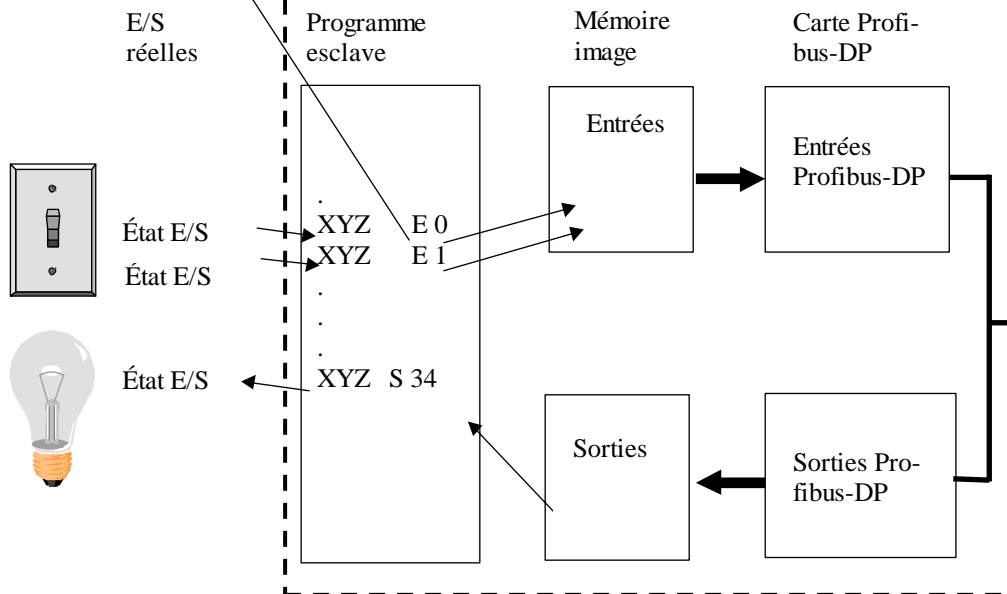 E/S
réelles
Programme
esclave
Mémoire
image
Carte Profi-
bus-DP
Entrées
Entrées
Profibus-DP
.
État E/S
XYZ E 0
État E/S
XYZ E 1
.
.
.
État E/S
XYZ S 34
Sorties
Sorties Pro-
fibus-DP